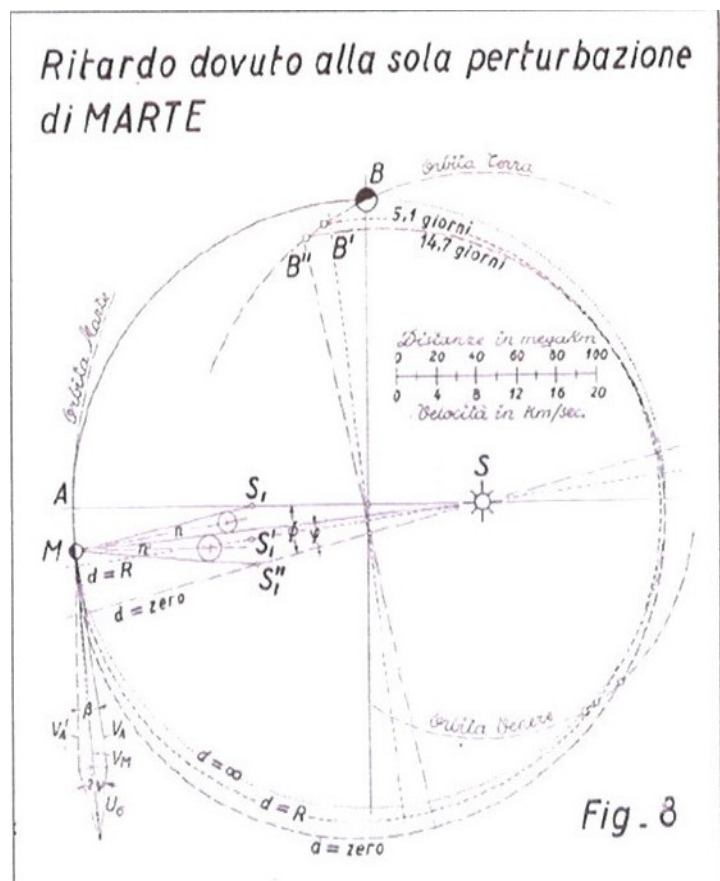 Ritardo dovuto alla sola perturbazione
di MARTE
Orbita Terra
B
5,1 giorni
14,7 giorni
B'' B'
Orbita Marte
Distanze in megaKm
0 20 40 60 80 100
0 4 8 12 16 20
Velocità in Km/sec.
S
A
S₁
n
φ
φ
M
n
S₁'
S₁''
d = R
d = zero
β
V'A
VA
VM
Uσ
Orbita Venere
d = ∞
d = R
d = zero
Fig. 8